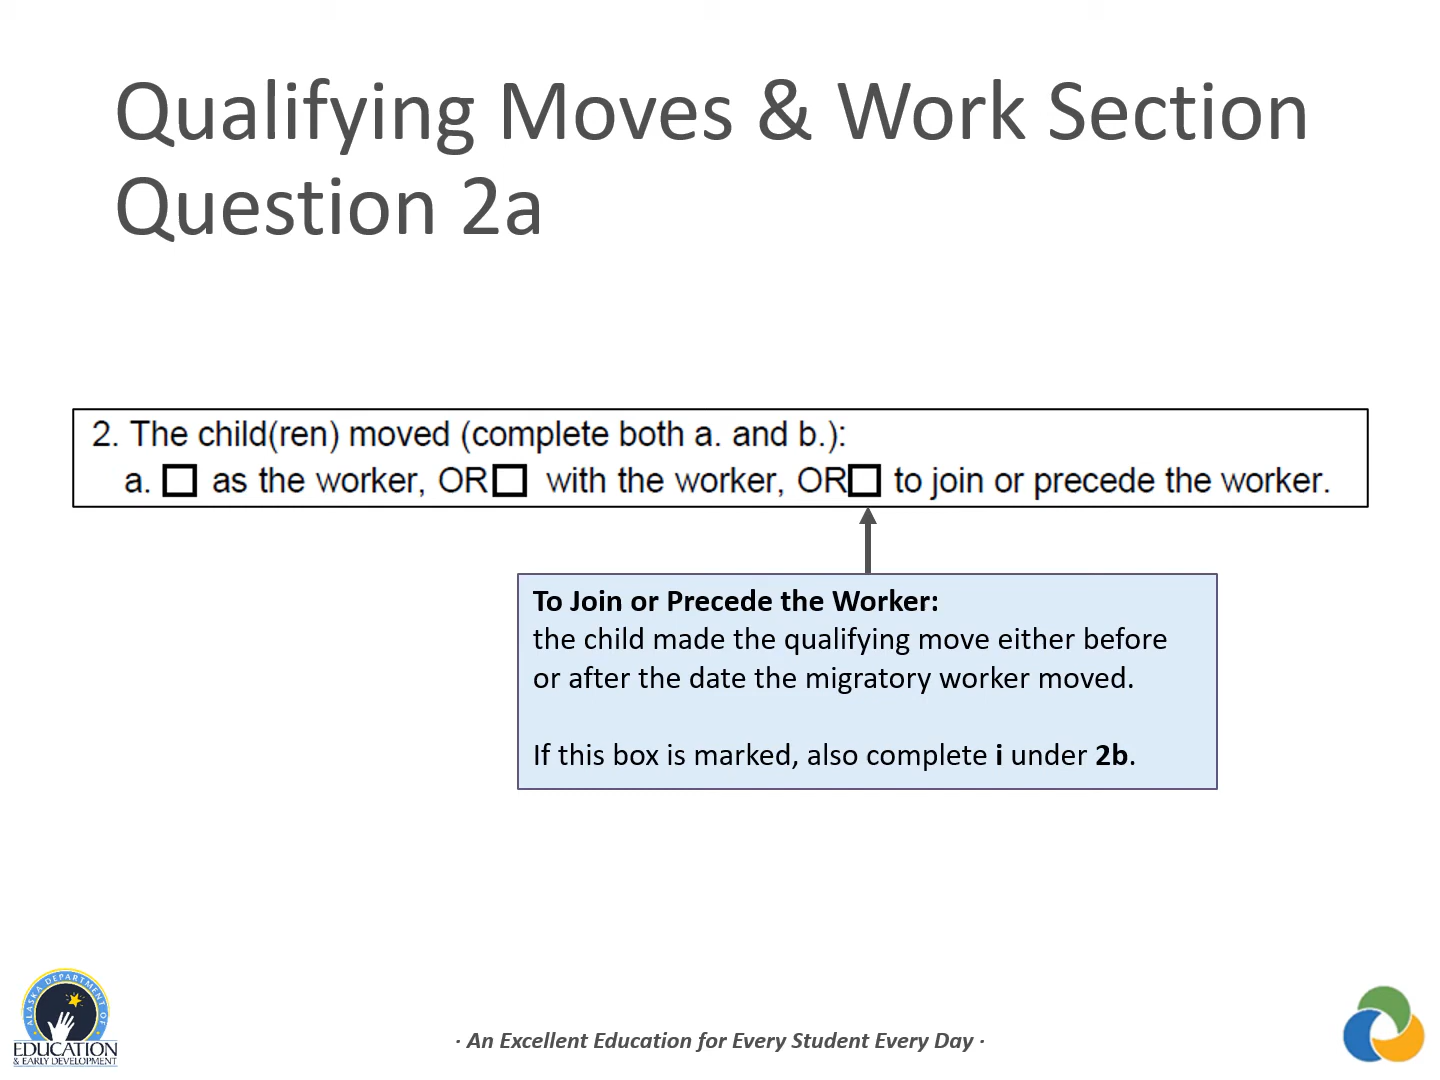 Qualifying Moves & Work Section
Question 2a
2. The child(ren) moved (complete both a. and b.):
a. as the worker, OR with the worker, OR to join or precede the worker.
To Join or Precede the Worker:
the child made the qualifying move either before
or after the date the migratory worker moved.
If this box is marked, also complete i under 2b.
ALASKA DEPARTMENT OF
EDUCATION
& EARLY DEVELOPMENT
· An Excellent Education for Every Student Every Day ·